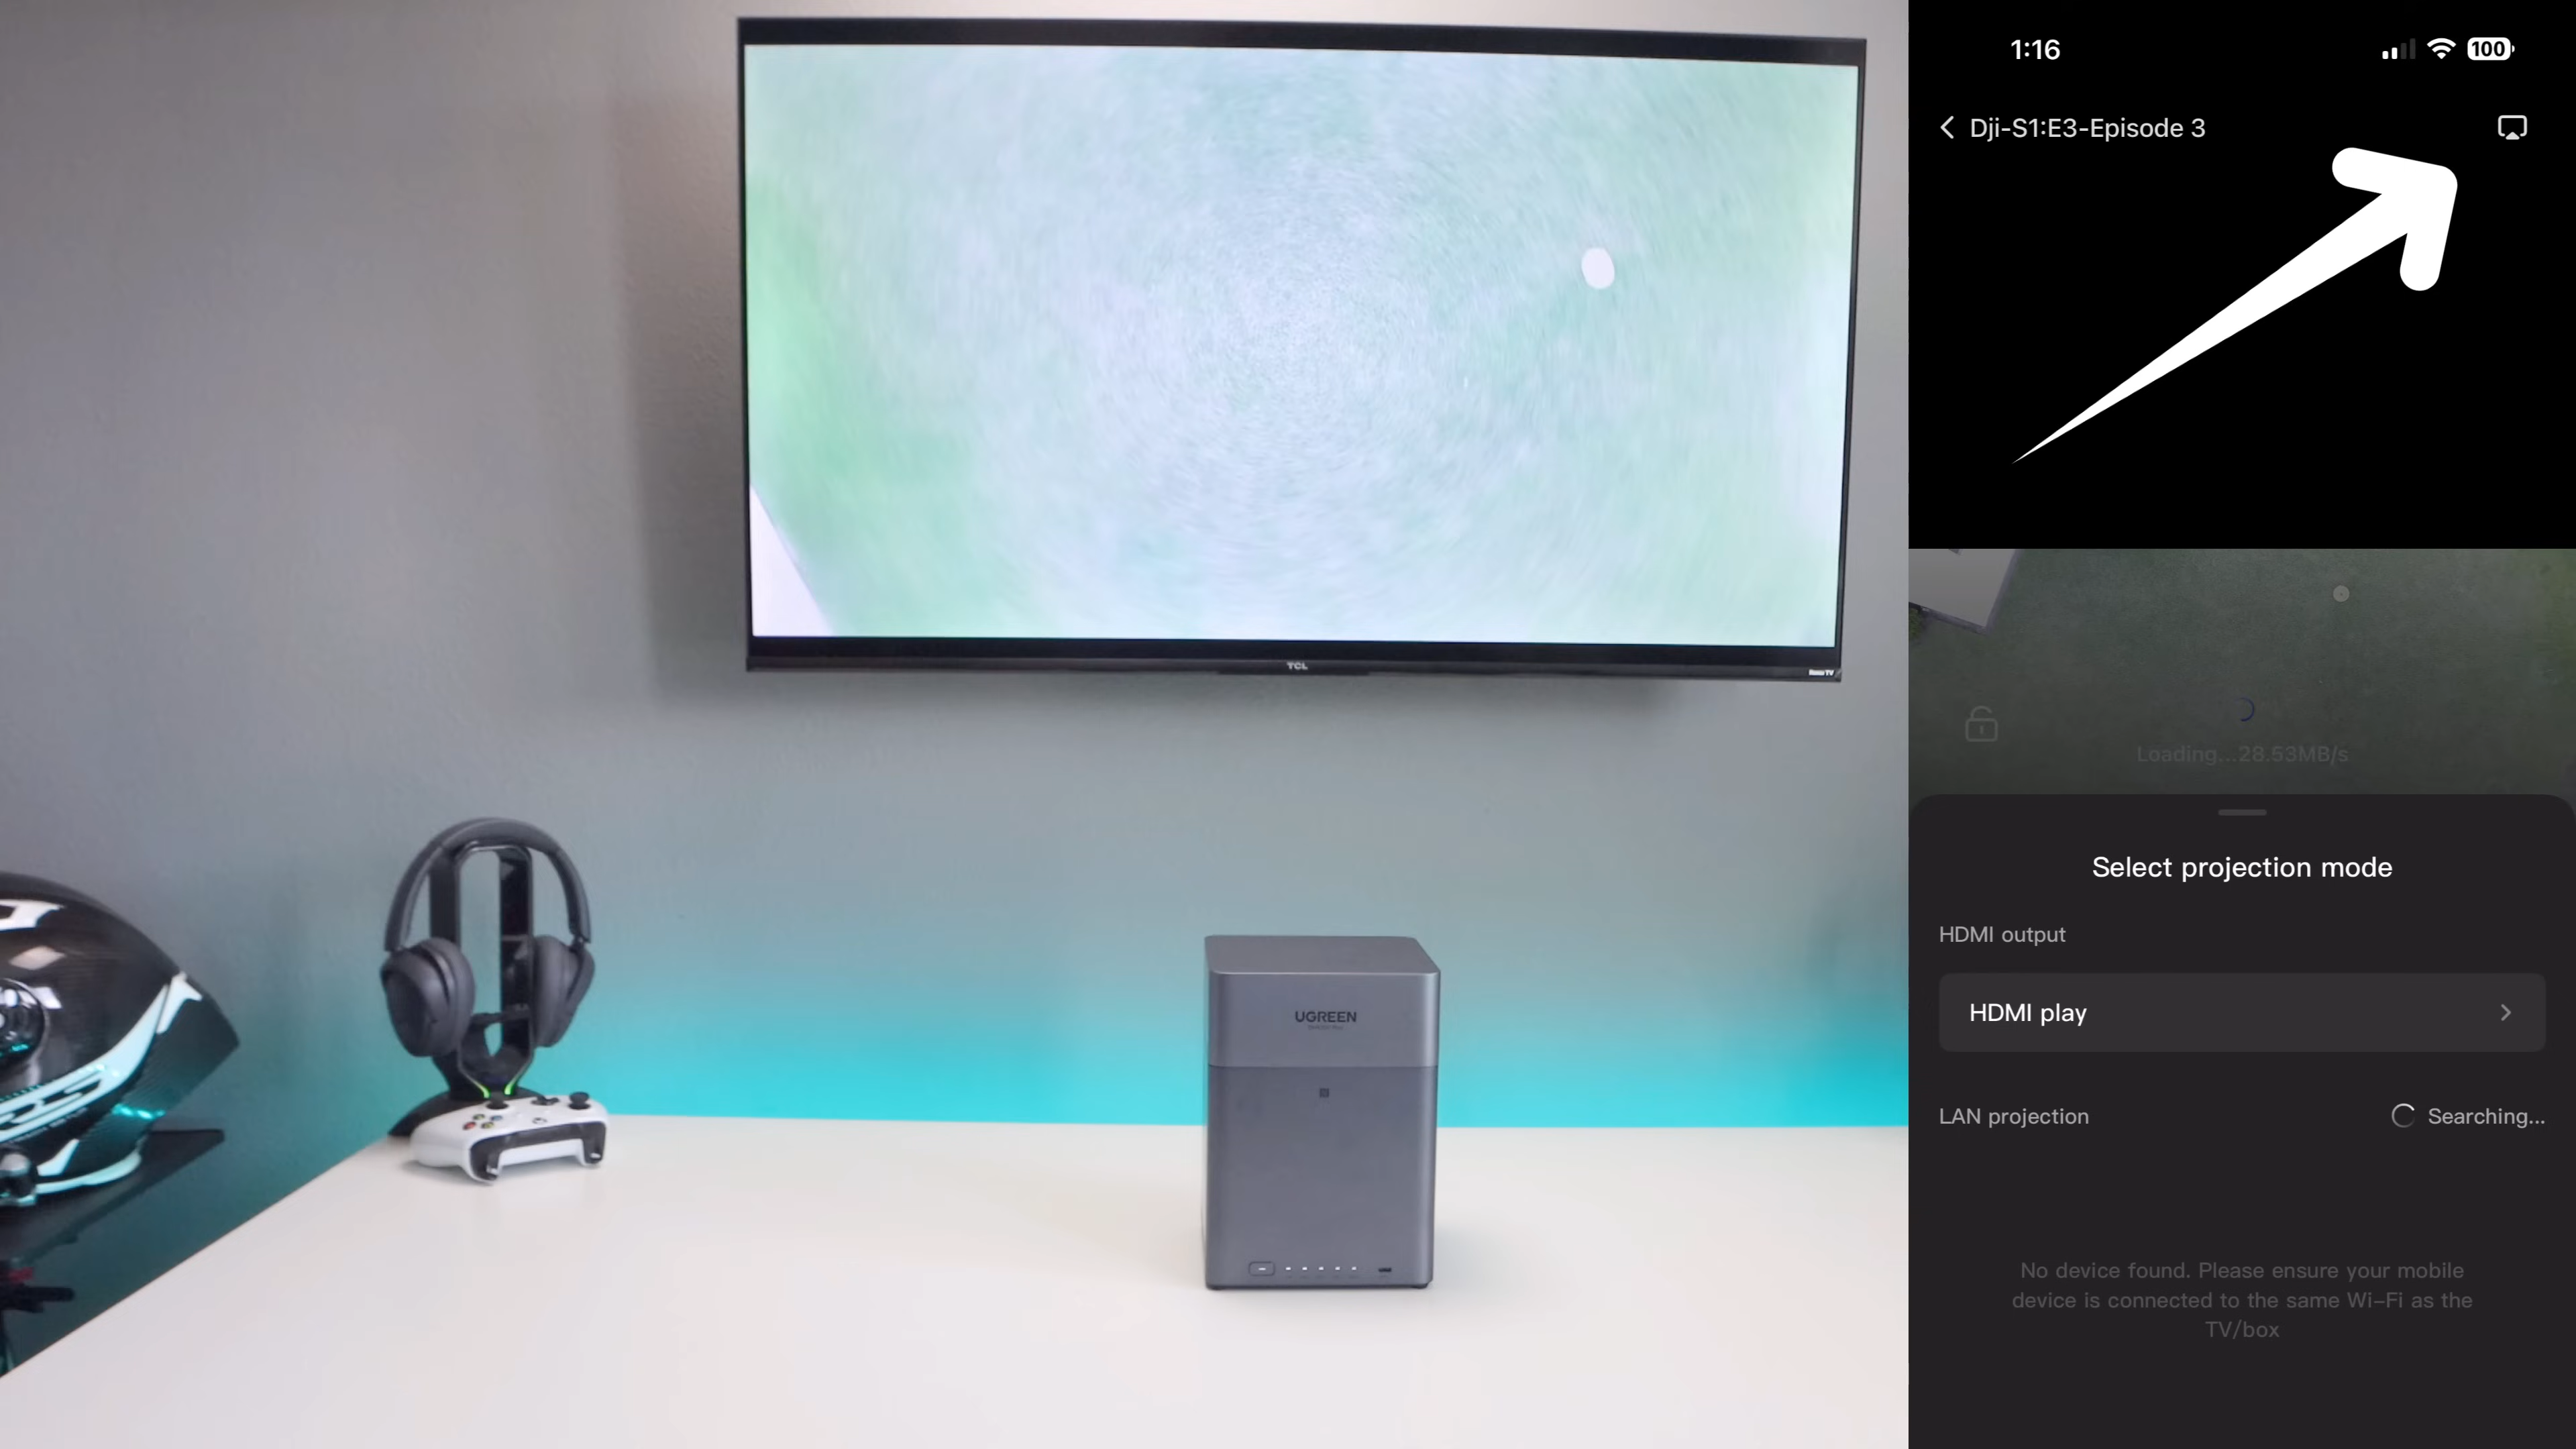 TCL
Roku TV
UGREEN
1:16
100
Dji-S1:E3-Episode 3
Loading...28.53MB/s
Select projection mode
HDMI output
HDMI play
LAN projection
Searching...
No device found. Please ensure your mobile
device is connected to the same Wi-Fi as the
TV/box